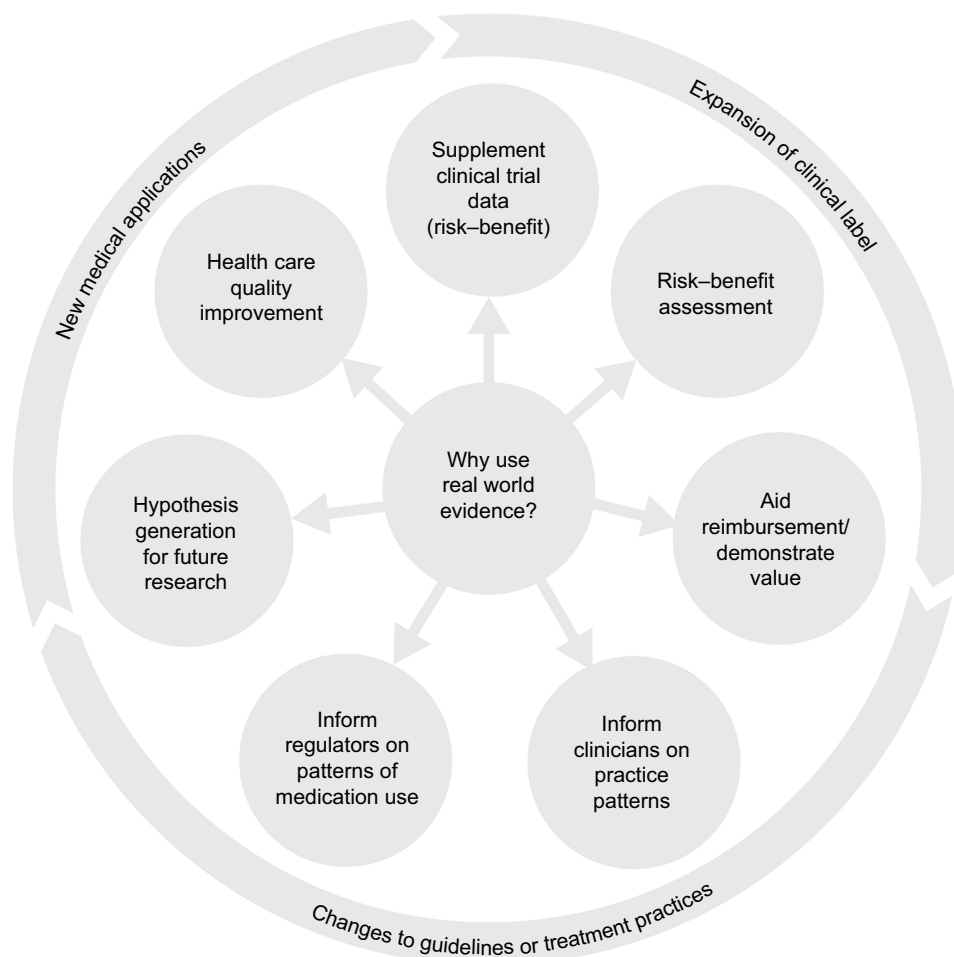 New medical applications
Expansion of clinical label
Supplement
clinical trial
data
(risk–benefit)
Health care
quality
improvement
Risk–benefit
assessment
Why use
real world
evidence?
Hypothesis
generation
for future
research
Aid
reimbursement/
demonstrate
value
Inform
regulators on
patterns of
medication use
Inform
clinicians on
practice
patterns
Changes to guidelines or treatment practices